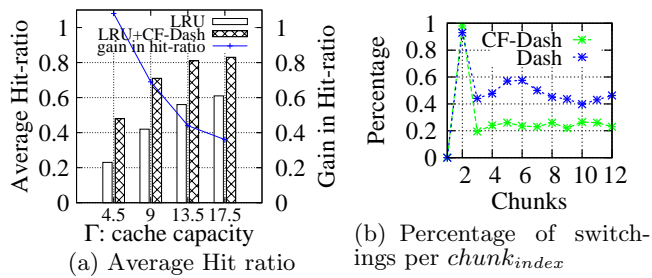 LRU
LRU+CF-Dash
gain in hit-ratio
Average Hit-ratio
1
0.8
0.6
0.4
0.2
0
4.5 9 13.5 17.5
Γ: cache capacity
1
0.8
0.6
0.4
0.2
0
Gain in Hit-ratio
(a) Average Hit ratio
CF-Dash
Dash
Percentage
1
0.8
0.6
0.4
0.2
0
2 4 6 8 10 12
Chunks
(b) Percentage of switch-
ings per chunk_index